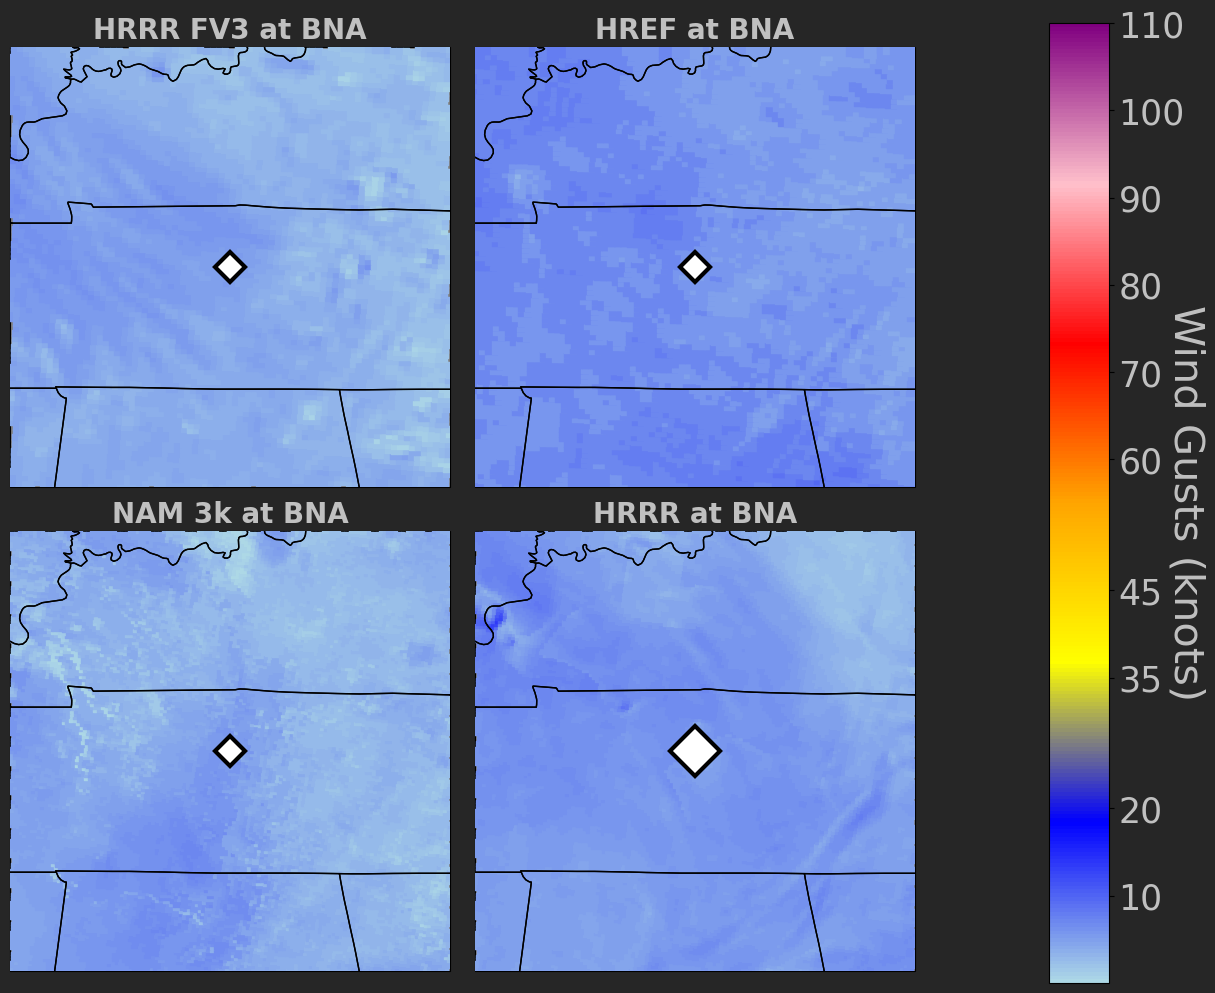 HRRR FV3 at BNA
HREF at BNA
NAM 3k at BNA
HRRR at BNA
110
100
90
80
70
60
45
35
20
10
Wind Gusts (knots)